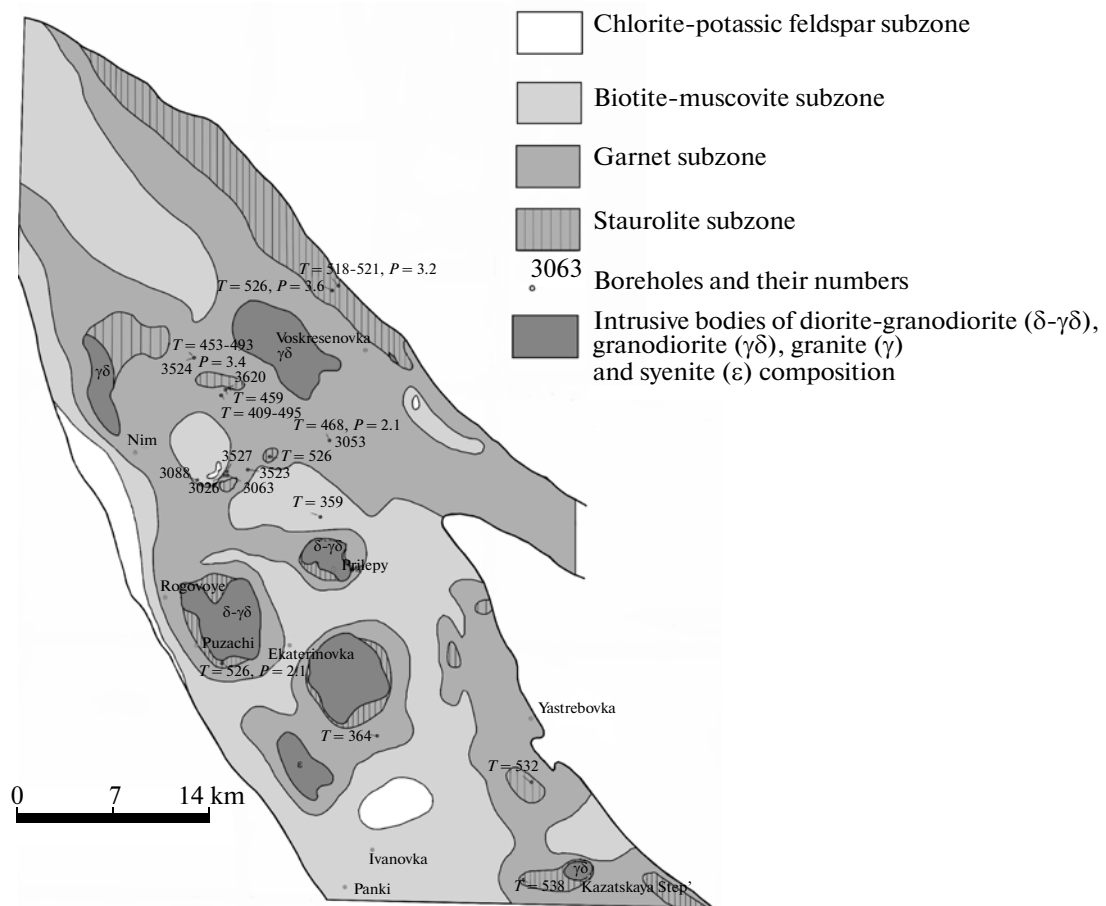 Chlorite-potassic feldspar subzone
Biotite-muscovite subzone
Garnet subzone
Staurolite subzone
3063
Boreholes and their numbers
Intrusive bodies of diorite-granodiorite (δ-γδ),
granodiorite (γδ), granite (γ)
and syenite (ε) composition
T = 518-521, P = 3.2
T = 526, P = 3.6
Voskresenovka
γδ
T = 453-493
P = 3.4
3524
3620
γδ
T = 459
T = 409-495
T = 468, P = 2.1
3053
Nim
3527
T = 526
3088
3523
3026
3063
T = 359
δ-γδ
Prilepy
Rogovoye
δ-γδ
Puzachi
Ekaterinovka
T = 526, P = 2.1
Yastrebovka
T = 364
ε
T = 532
0 7 14 km
Ivanovka
γδ
T = 538
Kazatskaya Step'
Panki